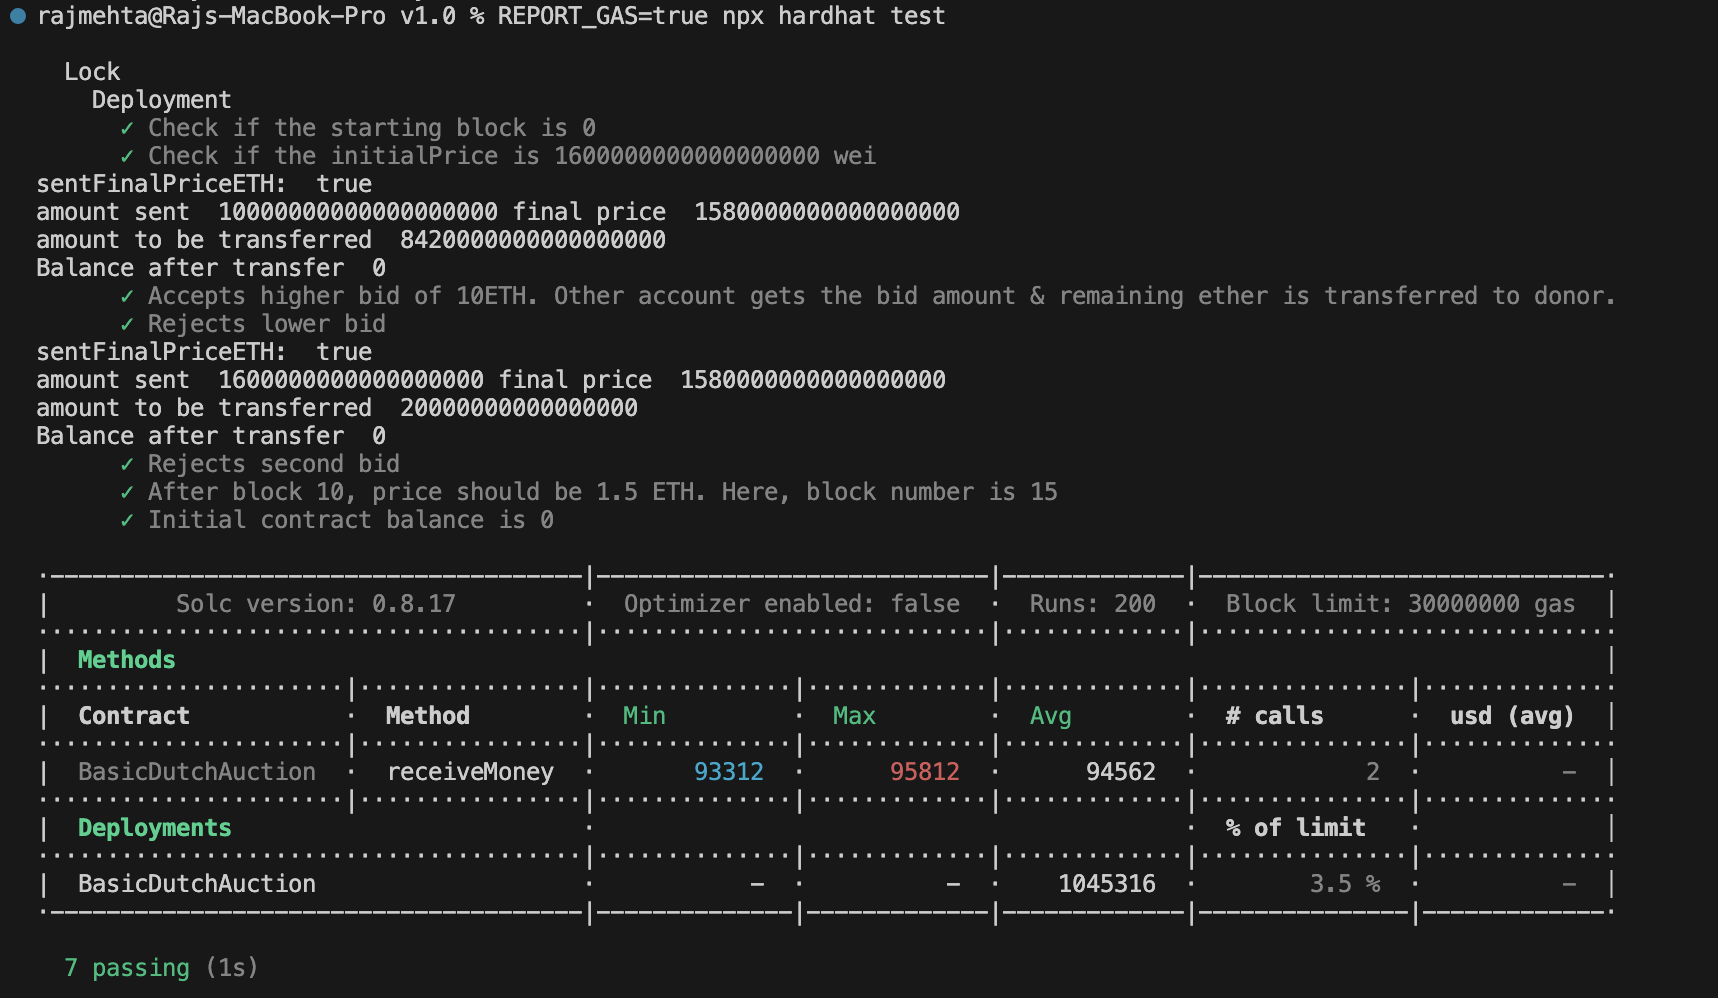 rajmehta@Rajs-MacBook-Pro v1.0 % REPORT_GAS=true npx hardhat test
Lock
Deployment
✓ Check if the starting block is 0
✓ Check if the initialPrice is 1600000000000000000 wei
sentFinalPriceETH:  true
amount sent  10000000000000000000 final price  1580000000000000000
amount to be transferred  8420000000000000000
Balance after transfer  0
✓ Accepts higher bid of 10ETH. Other account gets the bid amount & remaining ether is transferred to donor.
✓ Rejects lower bid
sentFinalPriceETH:  true
amount sent  1600000000000000000 final price  1580000000000000000
amount to be transferred  20000000000000000
Balance after transfer  0
✓ Rejects second bid
✓ After block 10, price should be 1.5 ETH. Here, block number is 15
✓ Initial contract balance is 0
Solc version: 0.8.17 · Optimizer enabled: false · Runs: 200 · Block limit: 30000000 gas
Methods
Contract · Method · Min · Max · Avg · # calls · usd (avg)
BasicDutchAuction · receiveMoney · 93312 · 95812 · 94562 · 2 · -
Deployments · % of limit ·
BasicDutchAuction · - · - · 1045316 · 3.5 % · -
7 passing (1s)